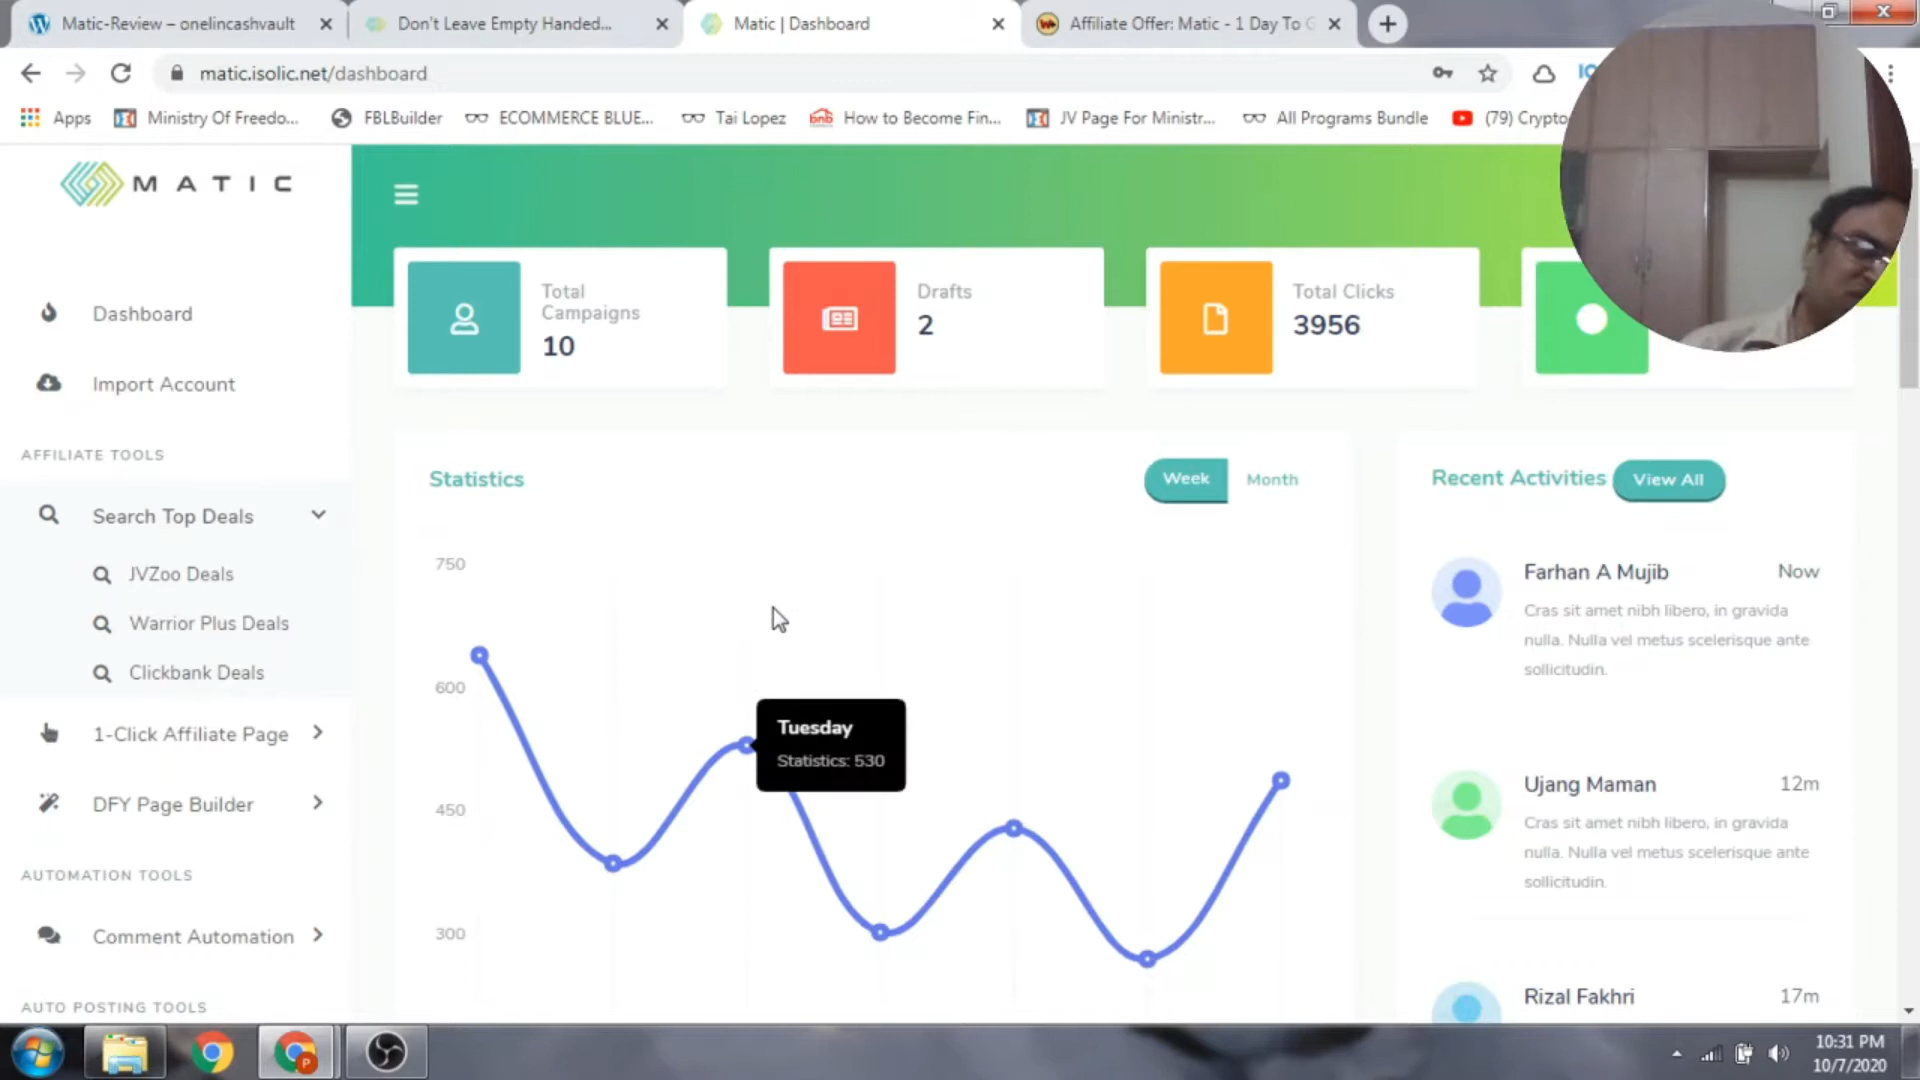 Matic-Review – onelincashvault
Don't Leave Empty Handed...
Matic | Dashboard
Affiliate Offer: Matic - 1 Day To G
matic.isolic.net/dashboard
Apps
Ministry Of Freedo...
FBLBuilder
ECOMMERCE BLUE...
Tai Lopez
How to Become Fin...
JV Page For Ministr...
All Programs Bundle
(79) Crypto
MATIC
Dashboard
Import Account
AFFILIATE TOOLS
Search Top Deals
JVZoo Deals
Warrior Plus Deals
Clickbank Deals
1-Click Affiliate Page
DFY Page Builder
AUTOMATION TOOLS
Comment Automation
AUTO POSTING TOOLS
Total
Campaigns
10
Drafts
2
Total Clicks
3956
Statistics
Week
Month
750
600
450
300
Tuesday
Statistics: 530
Recent Activities
View All
Farhan A Mujib
Now
Cras sit amet nibh libero, in gravida
nulla. Nulla vel metus scelerisque ante
sollicitudin.
Ujang Maman
12m
Cras sit amet nibh libero, in gravida
nulla. Nulla vel metus scelerisque ante
sollicitudin.
Rizal Fakhri
17m
10:31 PM
10/7/2020